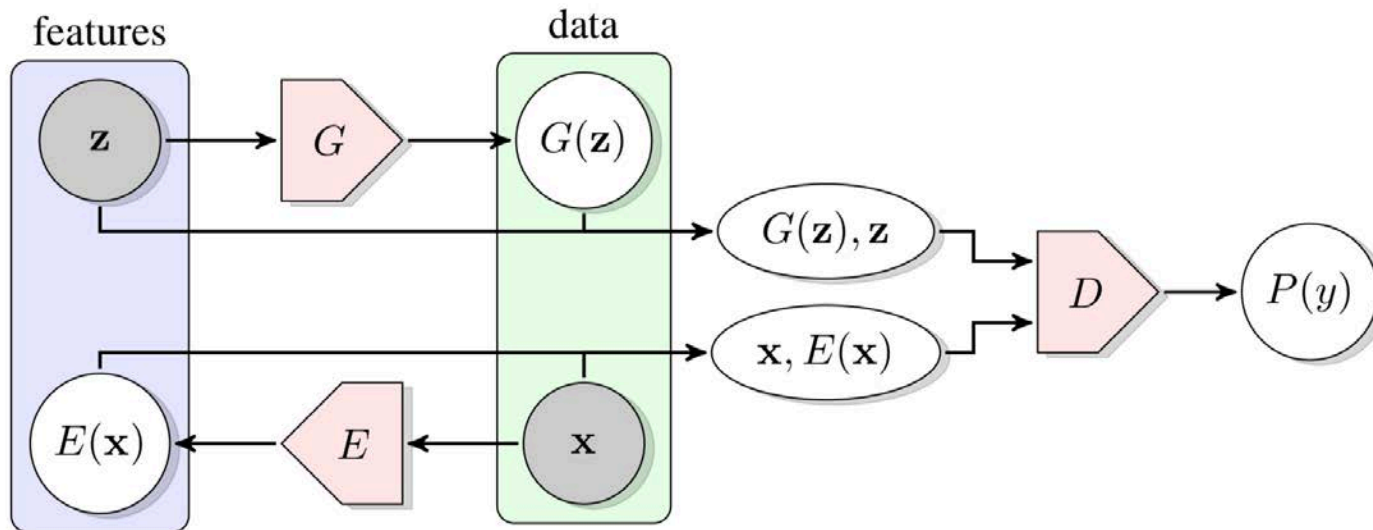 features
data
z
G
G(z)
G(z), z
D
P(y)
x, E(x)
E(x)
E
x